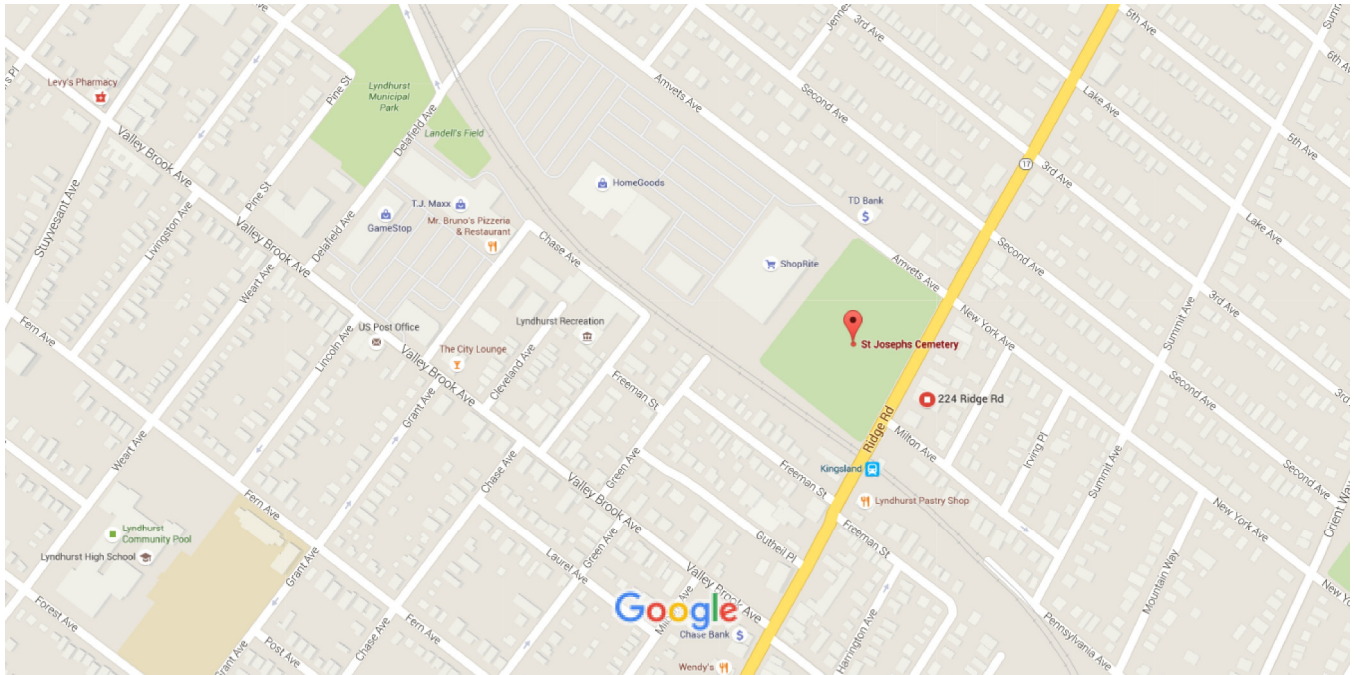 5th Ave
Summ
3rd Ave
6th Ave
Levy's Pharmacy
Pine St
Lyndhurst
Municipal
Park
Amvets Ave
Second Ave
Lake Ave
5th Ave
Landell's Field
Delafield Ave
Valley Brook Ave
17
3rd Ave
HomeGoods
Pine St
T.J. Maxx
TD Bank
Stuyvesant Ave
Livingston Ave
GameStop
Mr. Bruno's Pizzeria
& Restaurant
Delafield Ave
Valley Brook Ave
Chase Ave
Second Ave
Lake Ave
ShopRite
Amvets Ave
Weart Ave
3rd Ave
New York Ave
Summit Ave
Fern Ave
US Post Office
Lyndhurst Recreation
St Josephs Cemetery
Lincoln Ave
The City Lounge
Valley Brook Ave
Cleveland Ave
Freeman St
Second Ave
3rd
224 Ridge Rd
Grant Ave
Ridge Rd
Milton Ave
Irving Pl
Weart Ave
Chase Ave
Green Ave
Freeman St
Kingsland
Summit Ave
Second Ave
Lyndhurst Pastry Shop
Fern Ave
Valley Brook Ave
New York Ave
Orient Way
Lyndhurst
Community Pool
Lyndhurst High School
Green Ave
Gutheil Pl
Freeman St
Laurel Ave
Grant Ave
Mountain Way
New
Forest Ave
Valley Brook Ave
Google
Chase Ave
Fern Ave
Chase Bank
Harrington Ave
Pennsylvania Ave
Post Ave
Grant Ave
Wendy's